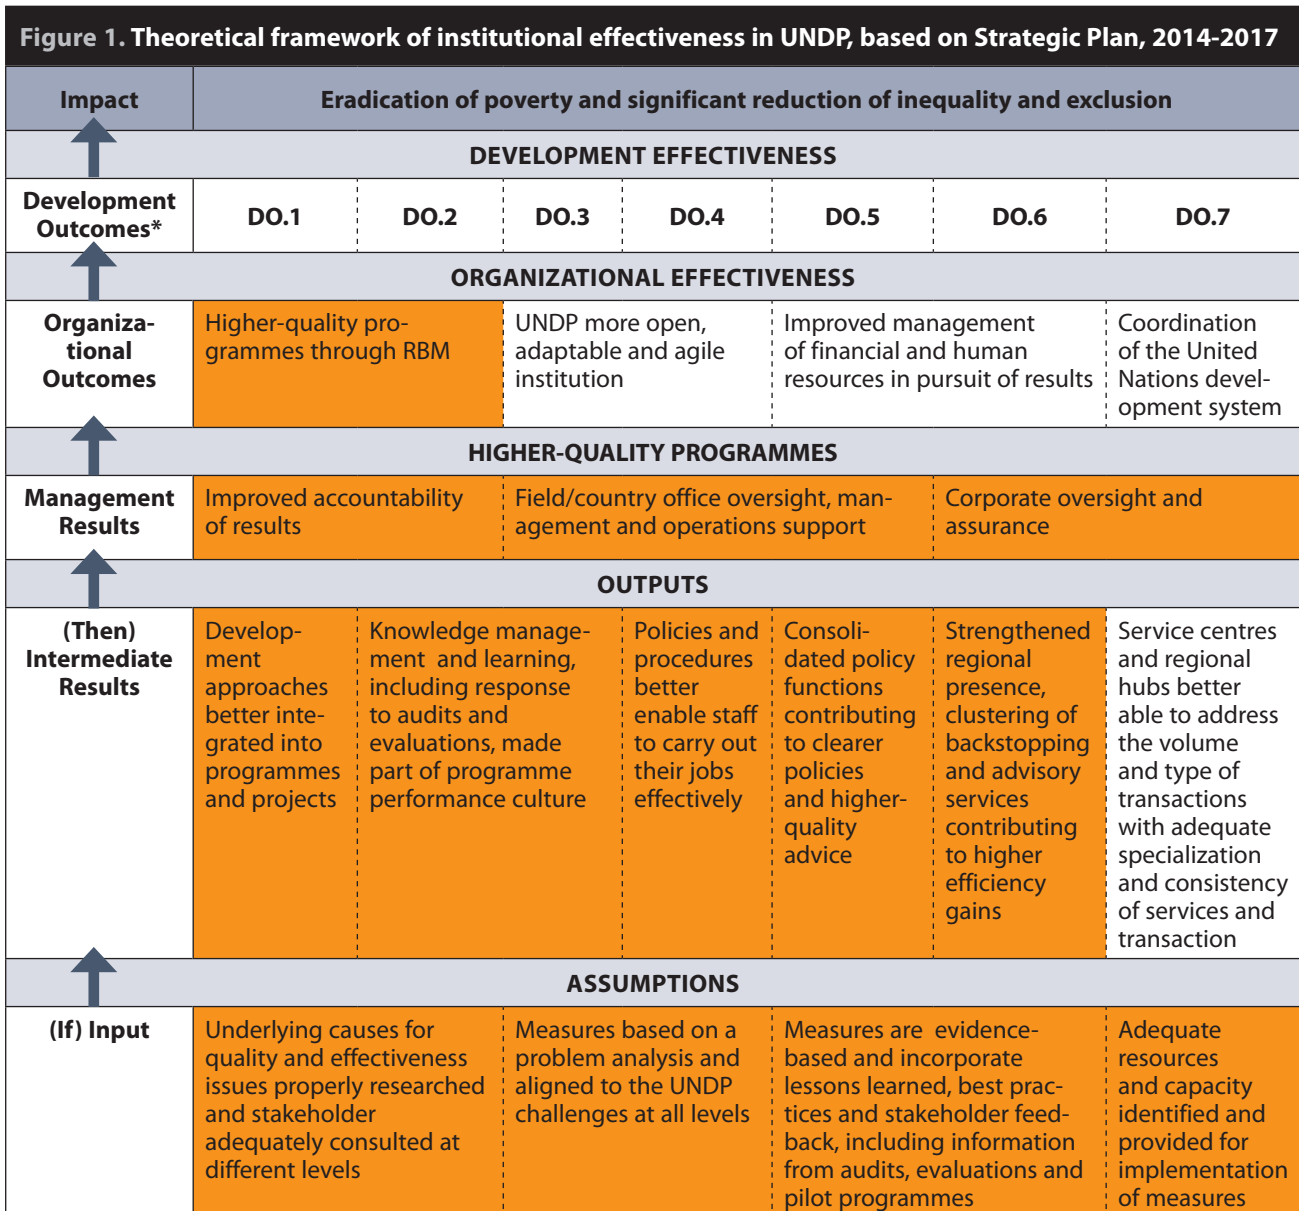 Figure 1. Theoretical framework of institutional effectiveness in UNDP, based on Strategic Plan, 2014-2017
Impact
Eradication of poverty and significant reduction of inequality and exclusion
DEVELOPMENT EFFECTIVENESS
Development
Outcomes*
DO.1
DO.2
DO.3
DO.4
DO.5
DO.6
DO.7
ORGANIZATIONAL EFFECTIVENESS
Organiza-
tional
Outcomes
Higher-quality pro-
grammes through RBM
UNDP more open,
adaptable and agile
institution
Improved management
of financial and human
resources in pursuit of results
Coordination
of the United
Nations devel-
opment system
HIGHER-QUALITY PROGRAMMES
Management
Results
Improved accountability
of results
Field/country office oversight, man-
agement and operations support
Corporate oversight and
assurance
OUTPUTS
(Then)
Intermediate
Results
Develop-
ment
approaches
better inte-
grated into
programmes
and projects
Knowledge manage-
ment and learning,
including response
to audits and
evaluations, made
part of programme
performance culture
Policies and
procedures
better
enable staff
to carry out
their jobs
effectively
Consoli-
dated policy
functions
contributing
to clearer
policies
and higher-
quality
advice
Strengthened
regional
presence,
clustering of
backstopping
and advisory
services
contributing
to higher
efficiency
gains
Service centres
and regional
hubs better
able to address
the volume
and type of
transactions
with adequate
specialization
and consistency
of services and
transaction
ASSUMPTIONS
(If) Input
Underlying causes for
quality and effectiveness
issues properly researched
and stakeholder
adequately consulted at
different levels
Measures based on a
problem analysis and
aligned to the UNDP
challenges at all levels
Measures are evidence-
based and incorporate
lessons learned, best prac-
tices and stakeholder feed-
back, including information
from audits, evaluations and
pilot programmes
Adequate
resources
and capacity
identified and
provided for
implementation
of measures